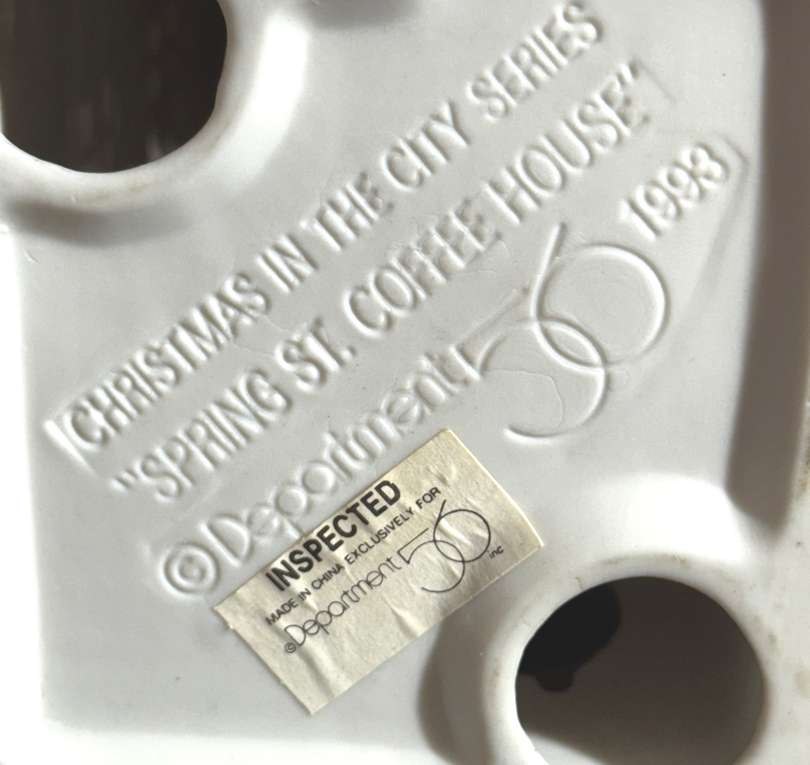 CHRISTMAS IN THE CITY SERIES
"SPRING ST. COFFEE HOUSE"
©Department 56 1993
INSPECTED
MADE IN CHINA EXCLUSIVELY FOR
©Department 56 inc